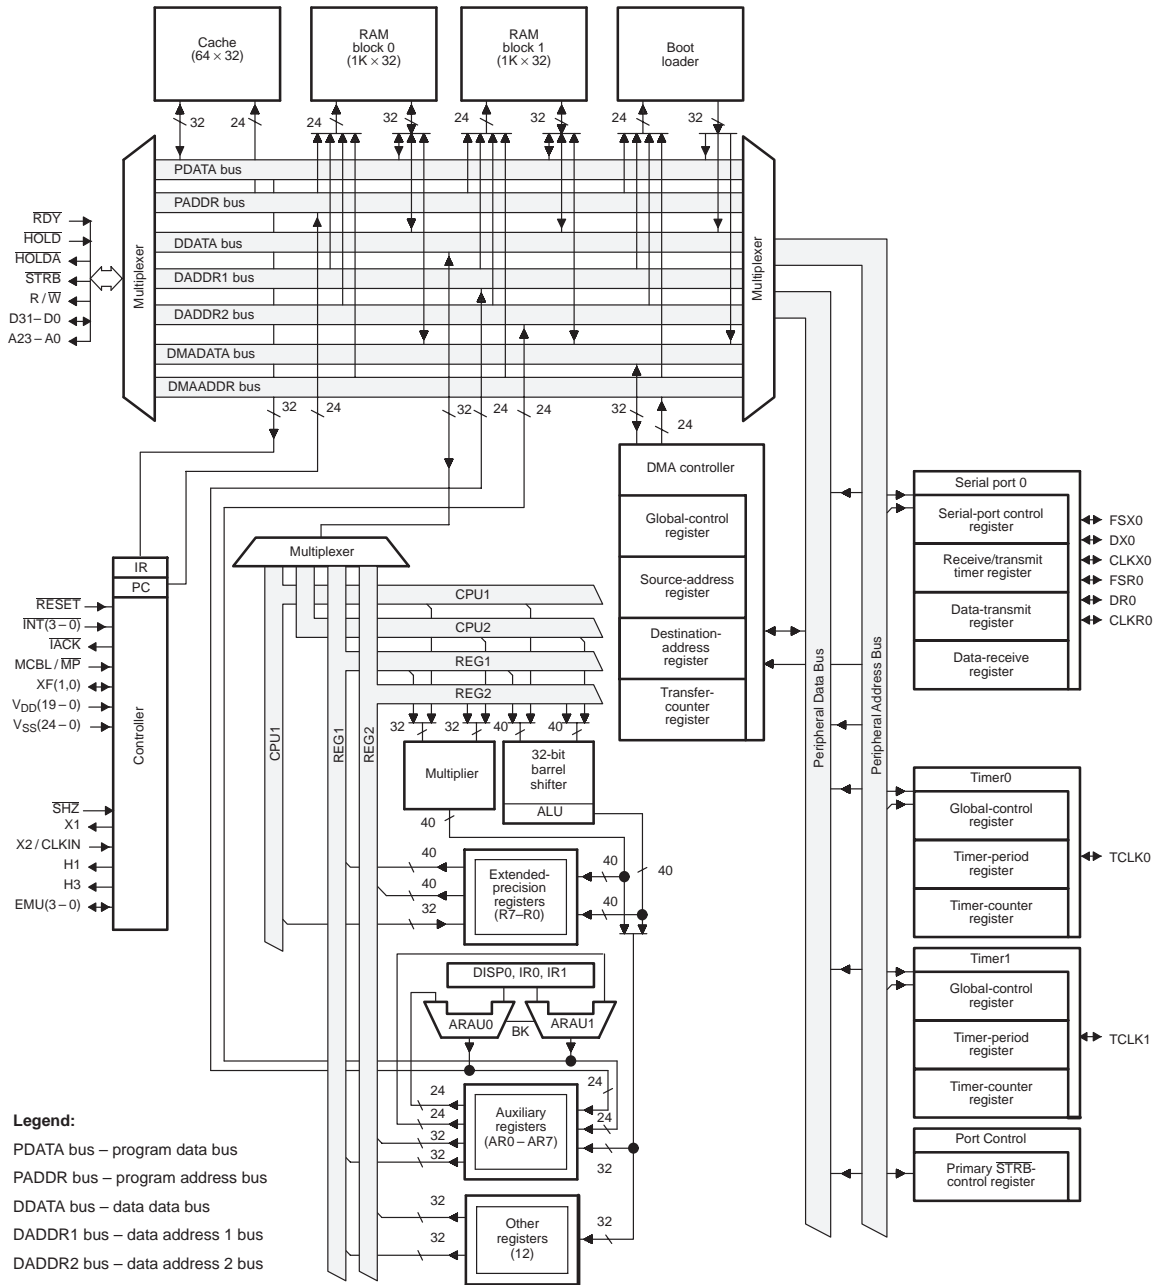 Cache
(64 × 32)
RAM
block 0
(1K × 32)
RAM
block 1
(1K × 32)
Boot
loader
32
24
24
32
24
32
24
32
PDATA bus
PADDR bus
DDATA bus
DADDR1 bus
DADDR2 bus
DMADATA bus
DMAADDR bus
Multiplexer
Multiplexer
RDY
HOLD
HOLDA
STRB
R / W
D31 – D0
A23 – A0
32
24
32
24
24
32
24
DMA controller
Global-control
register
Source-address
register
Destination-
address
register
Transfer-
counter
register
Peripheral Data Bus
Peripheral Address Bus
Serial port 0
Serial-port control
register
Receive/transmit
timer register
Data-transmit
register
Data-receive
register
FSX0
DX0
CLKX0
FSR0
DR0
CLKR0
IR
PC
Controller
RESET
INT(3 – 0)
IACK
MCBL / MP
XF(1,0)
VDD(19 – 0)
VSS(24 – 0)
SHZ
X1
X2 / CLKIN
H1
H3
EMU(3 – 0)
Multiplexer
CPU1
CPU2
REG1
REG2
CPU1
REG1
REG2
32
32
40
40
Multiplier
32-bit
barrel
shifter
ALU
40
40
40
32
40
40
40
Extended-
precision
registers
(R7–R0)
DISP0, IR0, IR1
ARAU0
BK
ARAU1
24
24
32
32
24
24
32
Auxiliary
registers
(AR0 – AR7)
32
32
32
Other
registers
(12)
Timer0
Global-control
register
Timer-period
register
Timer-counter
register
TCLK0
Timer1
Global-control
register
Timer-period
register
Timer-counter
register
TCLK1
Port Control
Primary STRB-
control register
Legend:
PDATA bus – program data bus
PADDR bus – program address bus
DDATA bus – data data bus
DADDR1 bus – data address 1 bus
DADDR2 bus – data address 2 bus